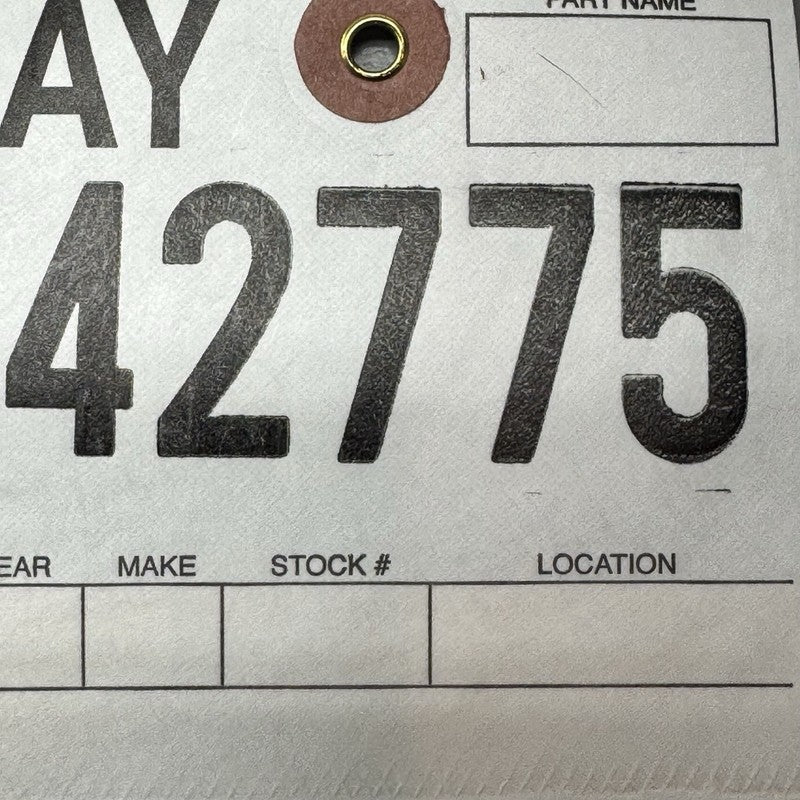 PART NAME
AY
42775
EAR MAKE STOCK # LOCATION